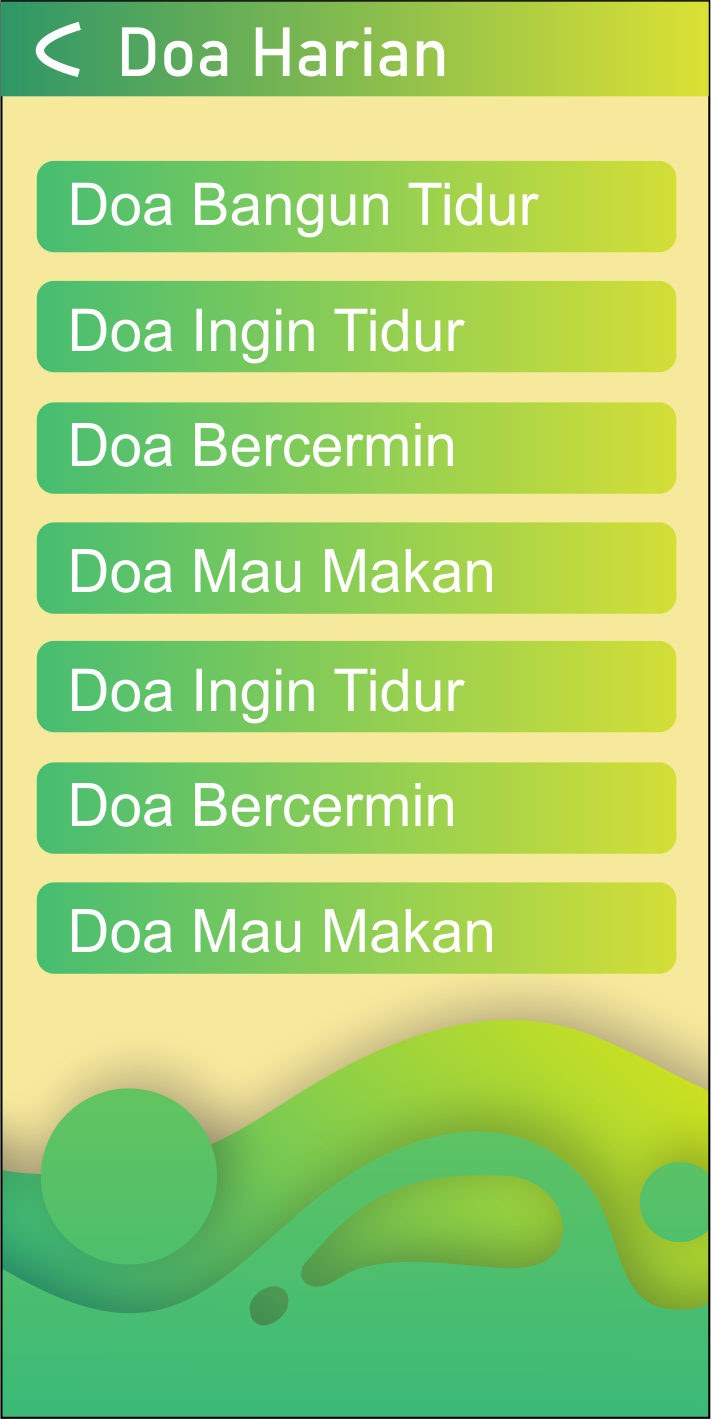 Doa Harian
Doa Bangun Tidur
Doa Ingin Tidur
Doa Bercermin
Doa Mau Makan
Doa Ingin Tidur
Doa Bercermin
Doa Mau Makan